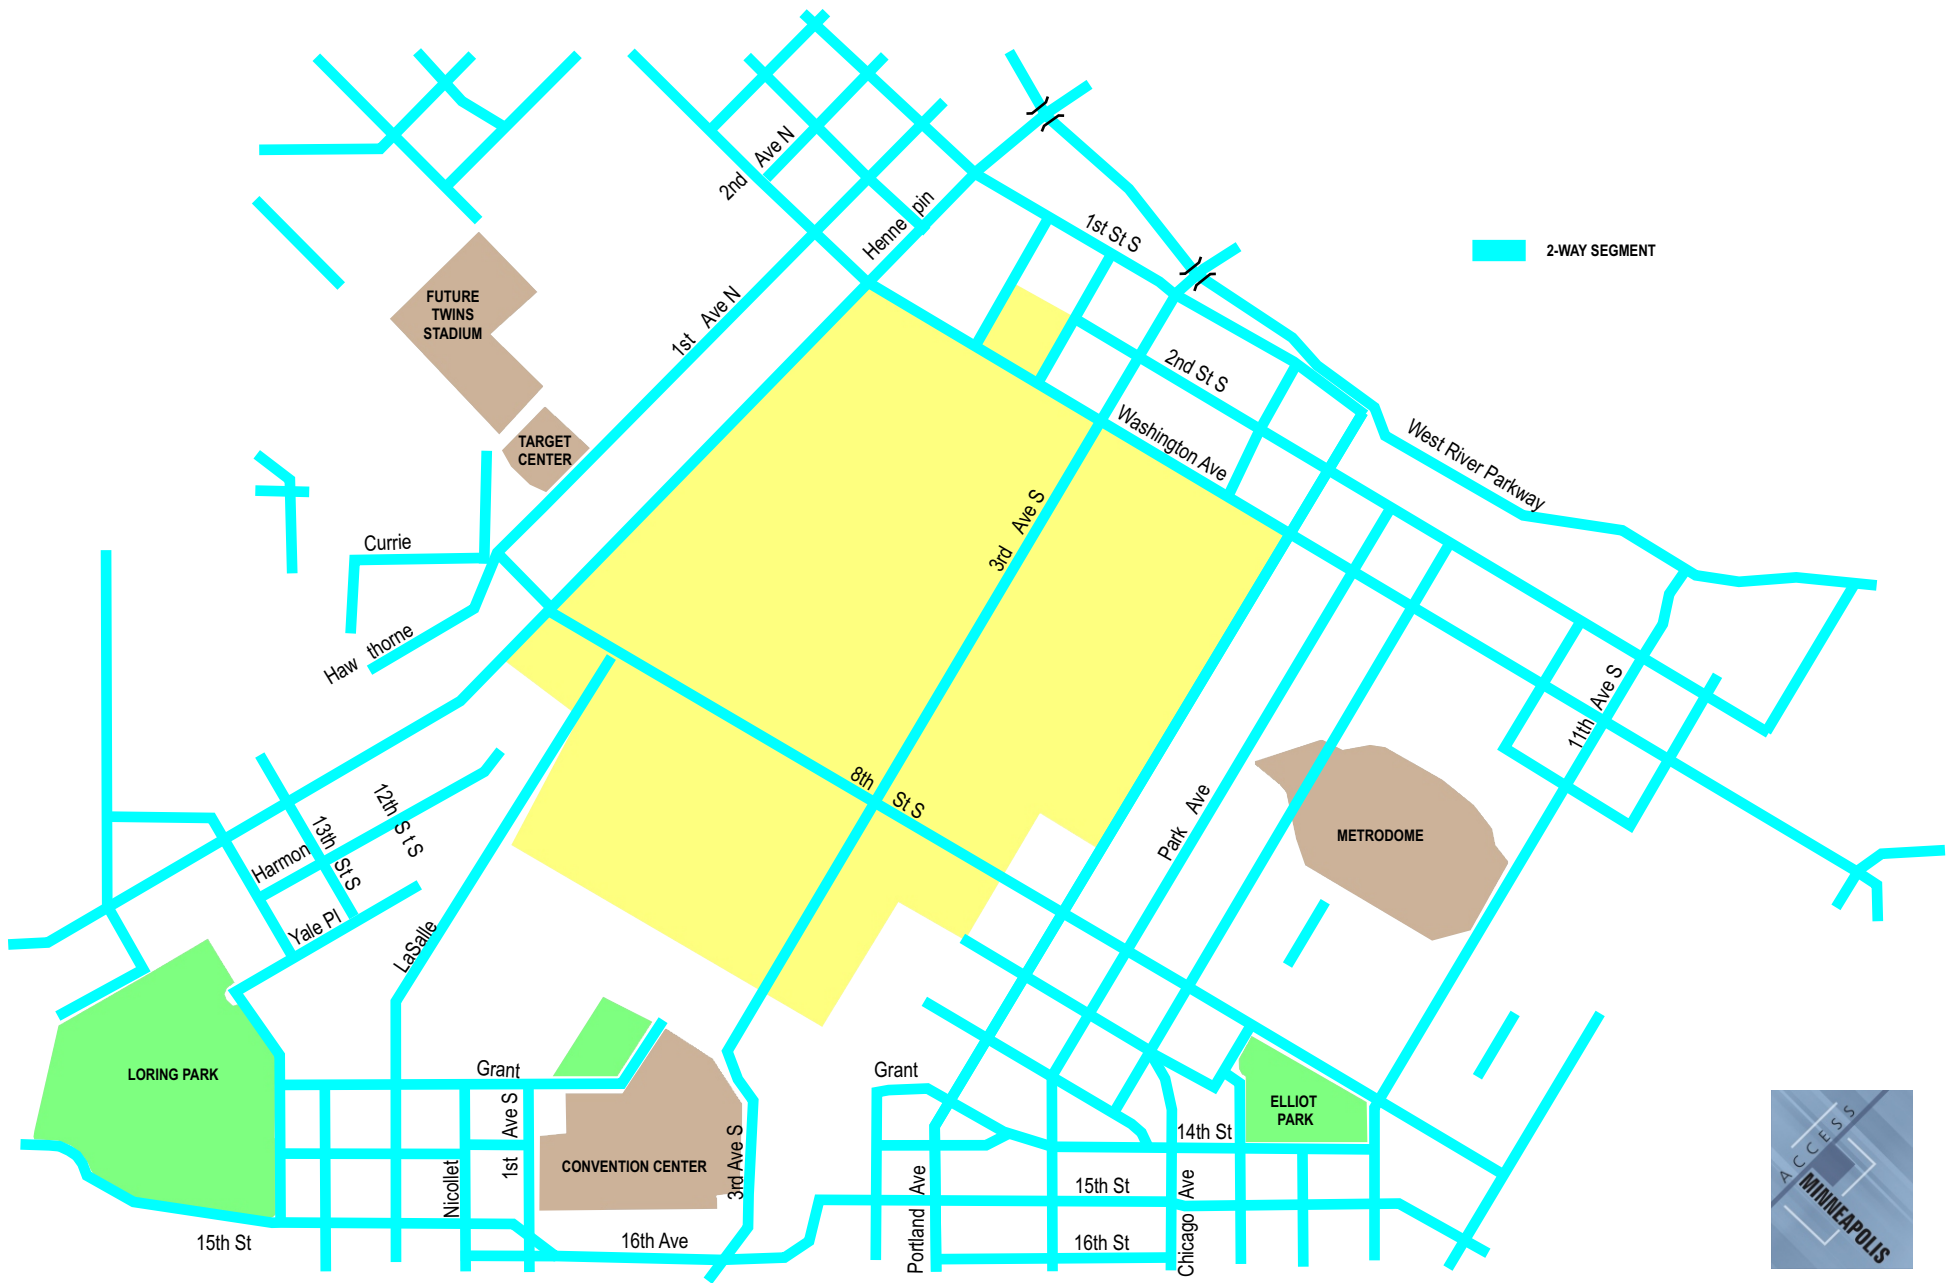 2nd Ave N
Hennepin
1st St S
2-WAY SEGMENT
FUTURE
TWINS
STADIUM
1st Ave N
2nd St S
TARGET
CENTER
Washington Ave
West River Parkway
3rd Ave S
Currie
Haw thorne
11th Ave S
8th St S
Park Ave
METRODOME
12th S t S
13th St S
Harmon
Yale Pl
LaSalle
LORING PARK
Grant
Grant
1st Ave S
ELLIOT
PARK
14th St
CONVENTION CENTER
Nicollet
3rd Ave S
Portland Ave
15th St
Chicago Ave
15th St
16th Ave
16th St
ACCESS
MINNEAPOLIS